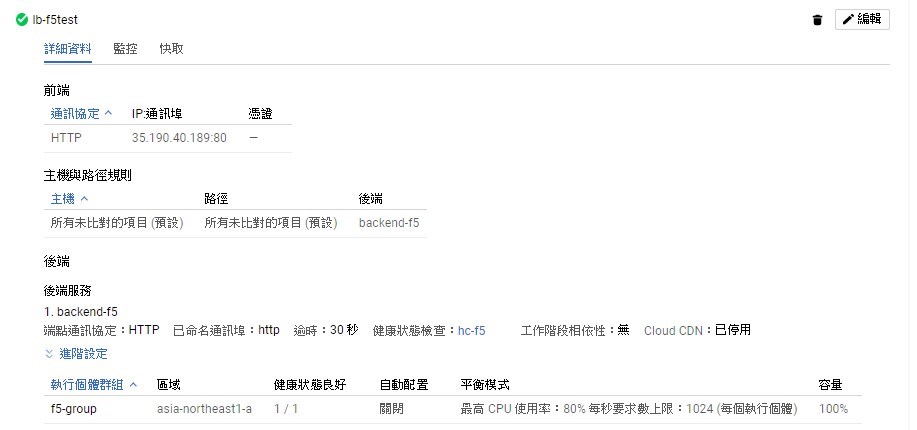 lb-f5test 編輯
詳細資料 監控 快取
前端
通訊協定 IP:通訊埠 憑證
HTTP 35.190.40.189:80 —
主機與路徑規則
主機 路徑 後端
所有未比對的項目 (預設) 所有未比對的項目 (預設) backend-f5
後端
後端服務
1. backend-f5
端點通訊協定：HTTP 已命名通訊埠：http 逾時：30 秒 健康狀態檢查：hc-f5 工作階段相依性：無 Cloud CDN：已停用
進階設定
執行個體群組 區域 健康狀態良好 自動配置 平衡模式 容量
f5-group asia-northeast1-a 1 / 1 關閉 最高 CPU 使用率：80% 每秒要求數上限：1024 (每個執行個體) 100%